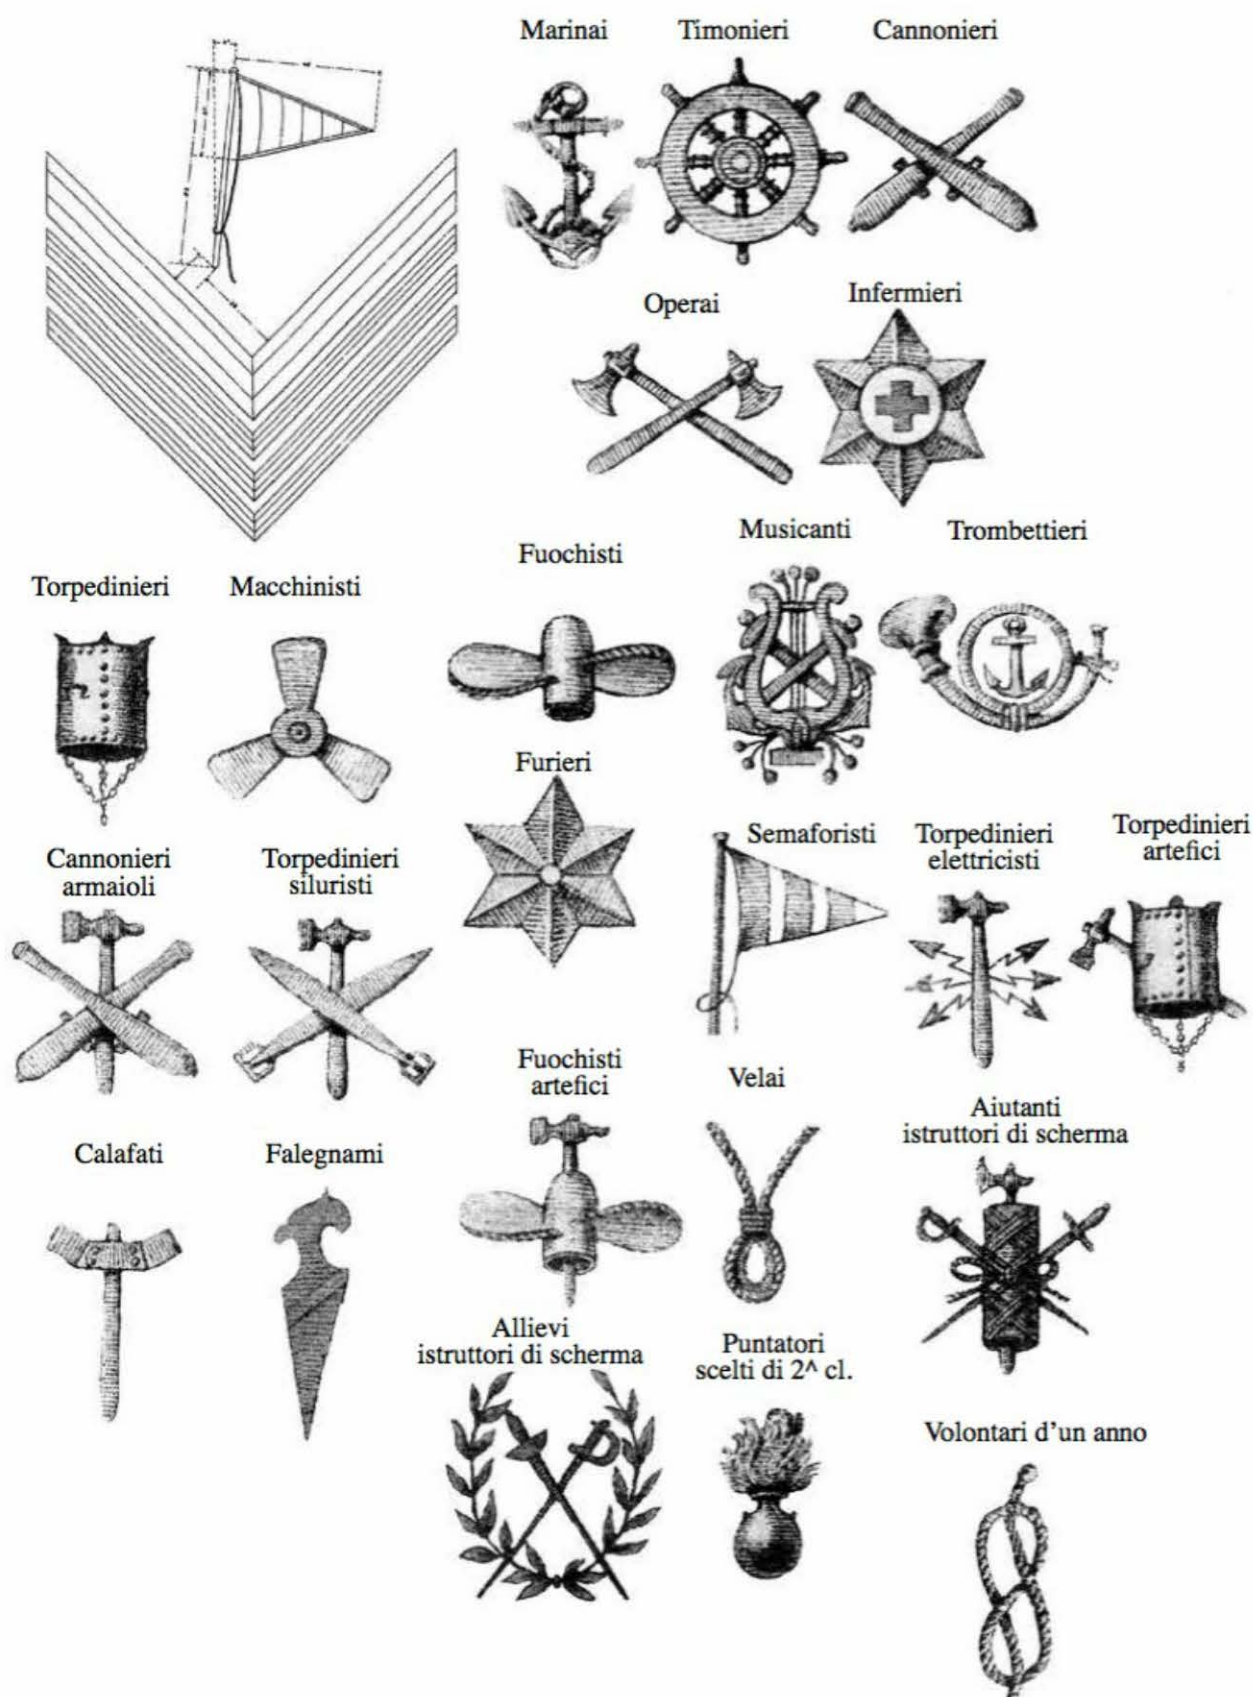 Marinai
Timonieri
Cannonieri
Operai
Infermieri
Musicanti
Trombettieri
Fuochisti
Torpedinieri
Macchinisti
Furieri
Semaforisti
Torpedinieri
elettricisti
Torpedinieri
artefici
Cannonieri
armaioli
Torpedinieri
siluristi
Fuochisti
artefici
Velai
Aiutanti
istruttori di scherma
Calafati
Falegnami
Allievi
istruttori di scherma
Puntatori
scelti di 2^ cl.
Volontari d'un anno